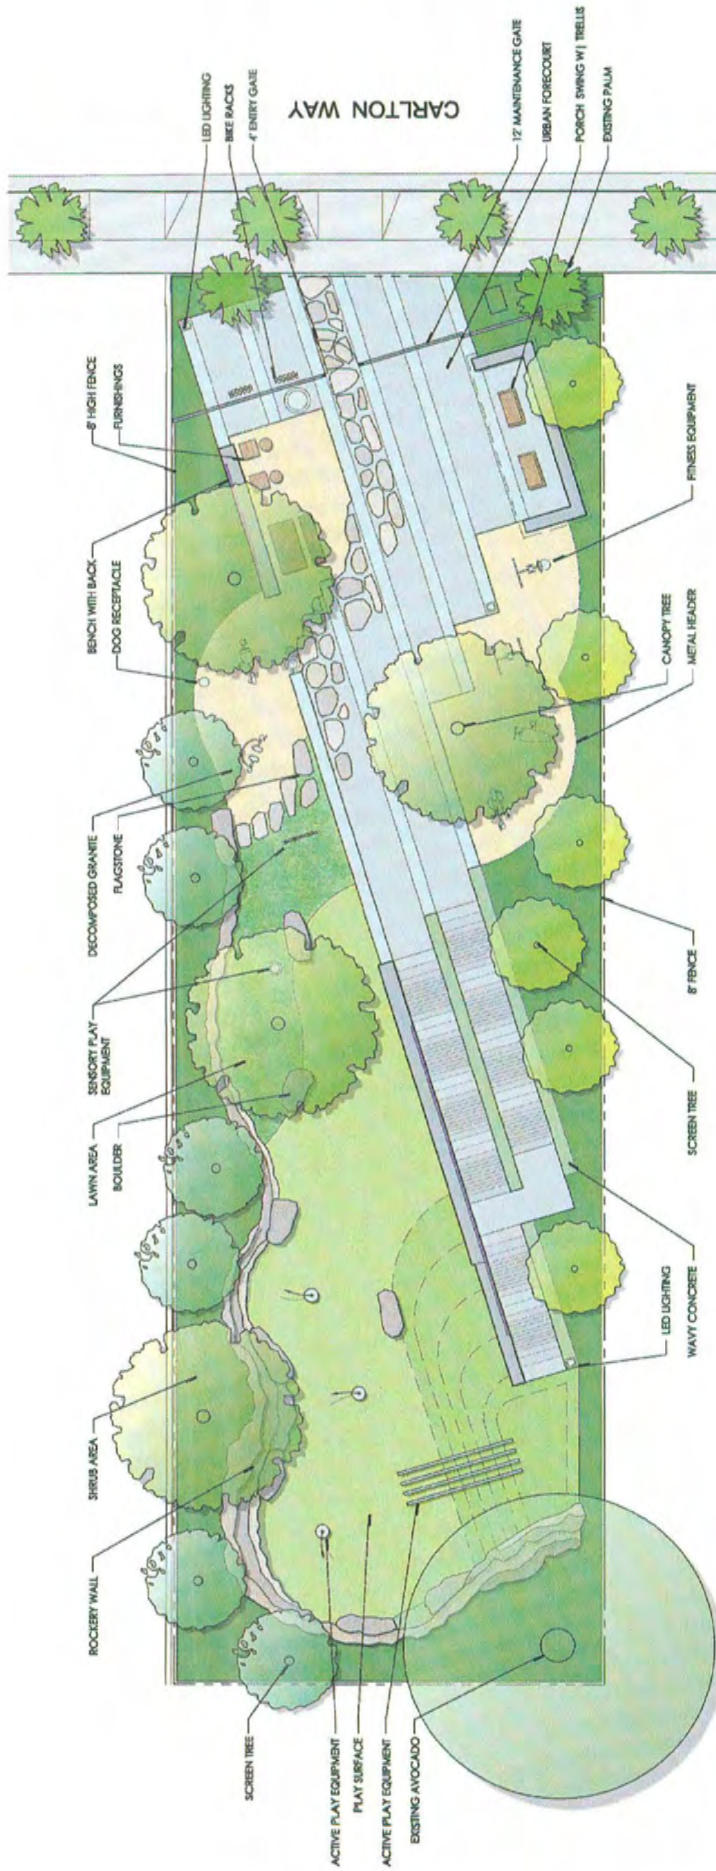 CARLTON WAY
LED LIGHTING
BIKE RACKS
4' ENTRY GATE
12' MAINTENANCE GATE
URBAN FORECOURT
PORCH SWING W| TRELLIS
EXISTING PALM
8' HIGH FENCE
FURNISHINGS
BENCH WITH BACK
DOG RECEPTACLE
FITNESS EQUIPMENT
CANOPY TREE
METAL HEADER
DECOMPOSED GRANITE
FLAGSTONE
SENSORY PLAY
EQUIPMENT
LAWN AREA
BOULDER
8' FENCE
SCREEN TREE
WAVY CONCRETE
LED LIGHTING
SHRUB AREA
ROCKERY WALL
SCREEN TREE
ACTIVE PLAY EQUIPMENT
PLAY SURFACE
ACTIVE PLAY EQUIPMENT
EXISTING AVOCADO